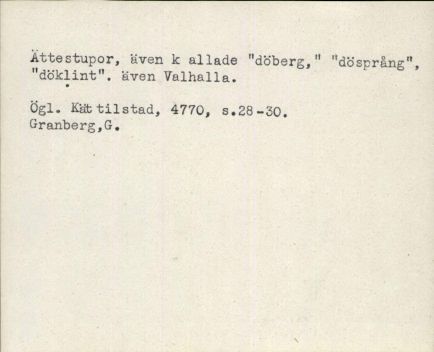 Ättestupor, även k allade "döberg," "dösprång",
"döklint". även Valhalla.
Ögl. Kättilstad, 4770, s.28-30.
Granberg,G.